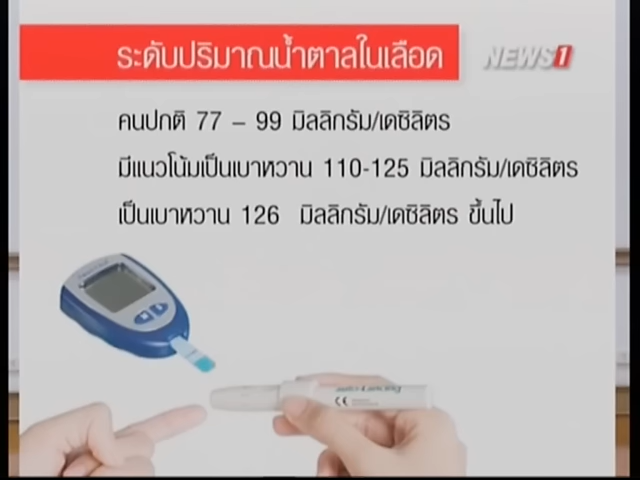 ระดับปริมาณน้ำตาลในเลือด
NEWS1
คนปกติ 77 – 99 มิลลิกรัม/เดซิลิตร
มีแนวโน้มเป็นเบาหวาน 110-125 มิลลิกรัม/เดซิลิตร
เป็นเบาหวาน 126 มิลลิกรัม/เดซิลิตร ขึ้นไป
CE